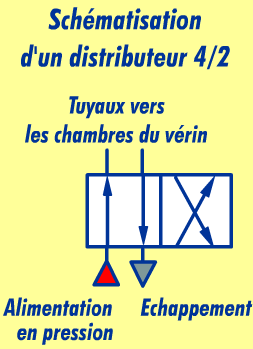 Schématisation
d'un distributeur 4/2
Tuyaux vers
les chambres du vérin
Alimentation
en pression
Echappement